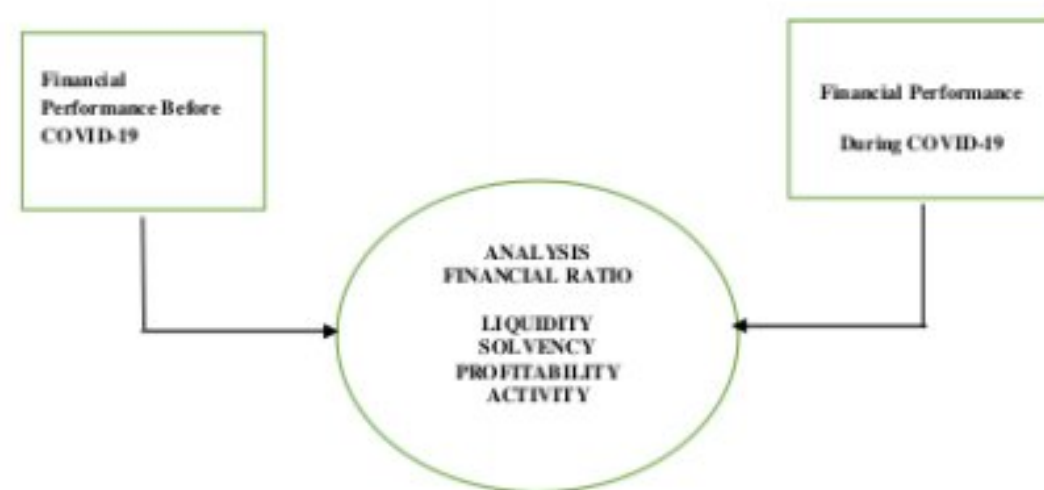 Financial
Performance Before
COVID-19
Financial Performance
During COVID-19
ANALYSIS
FINANCIAL RATIO
LIQUIDITY
SOLVENCY
PROFITABILITY
ACTIVITY